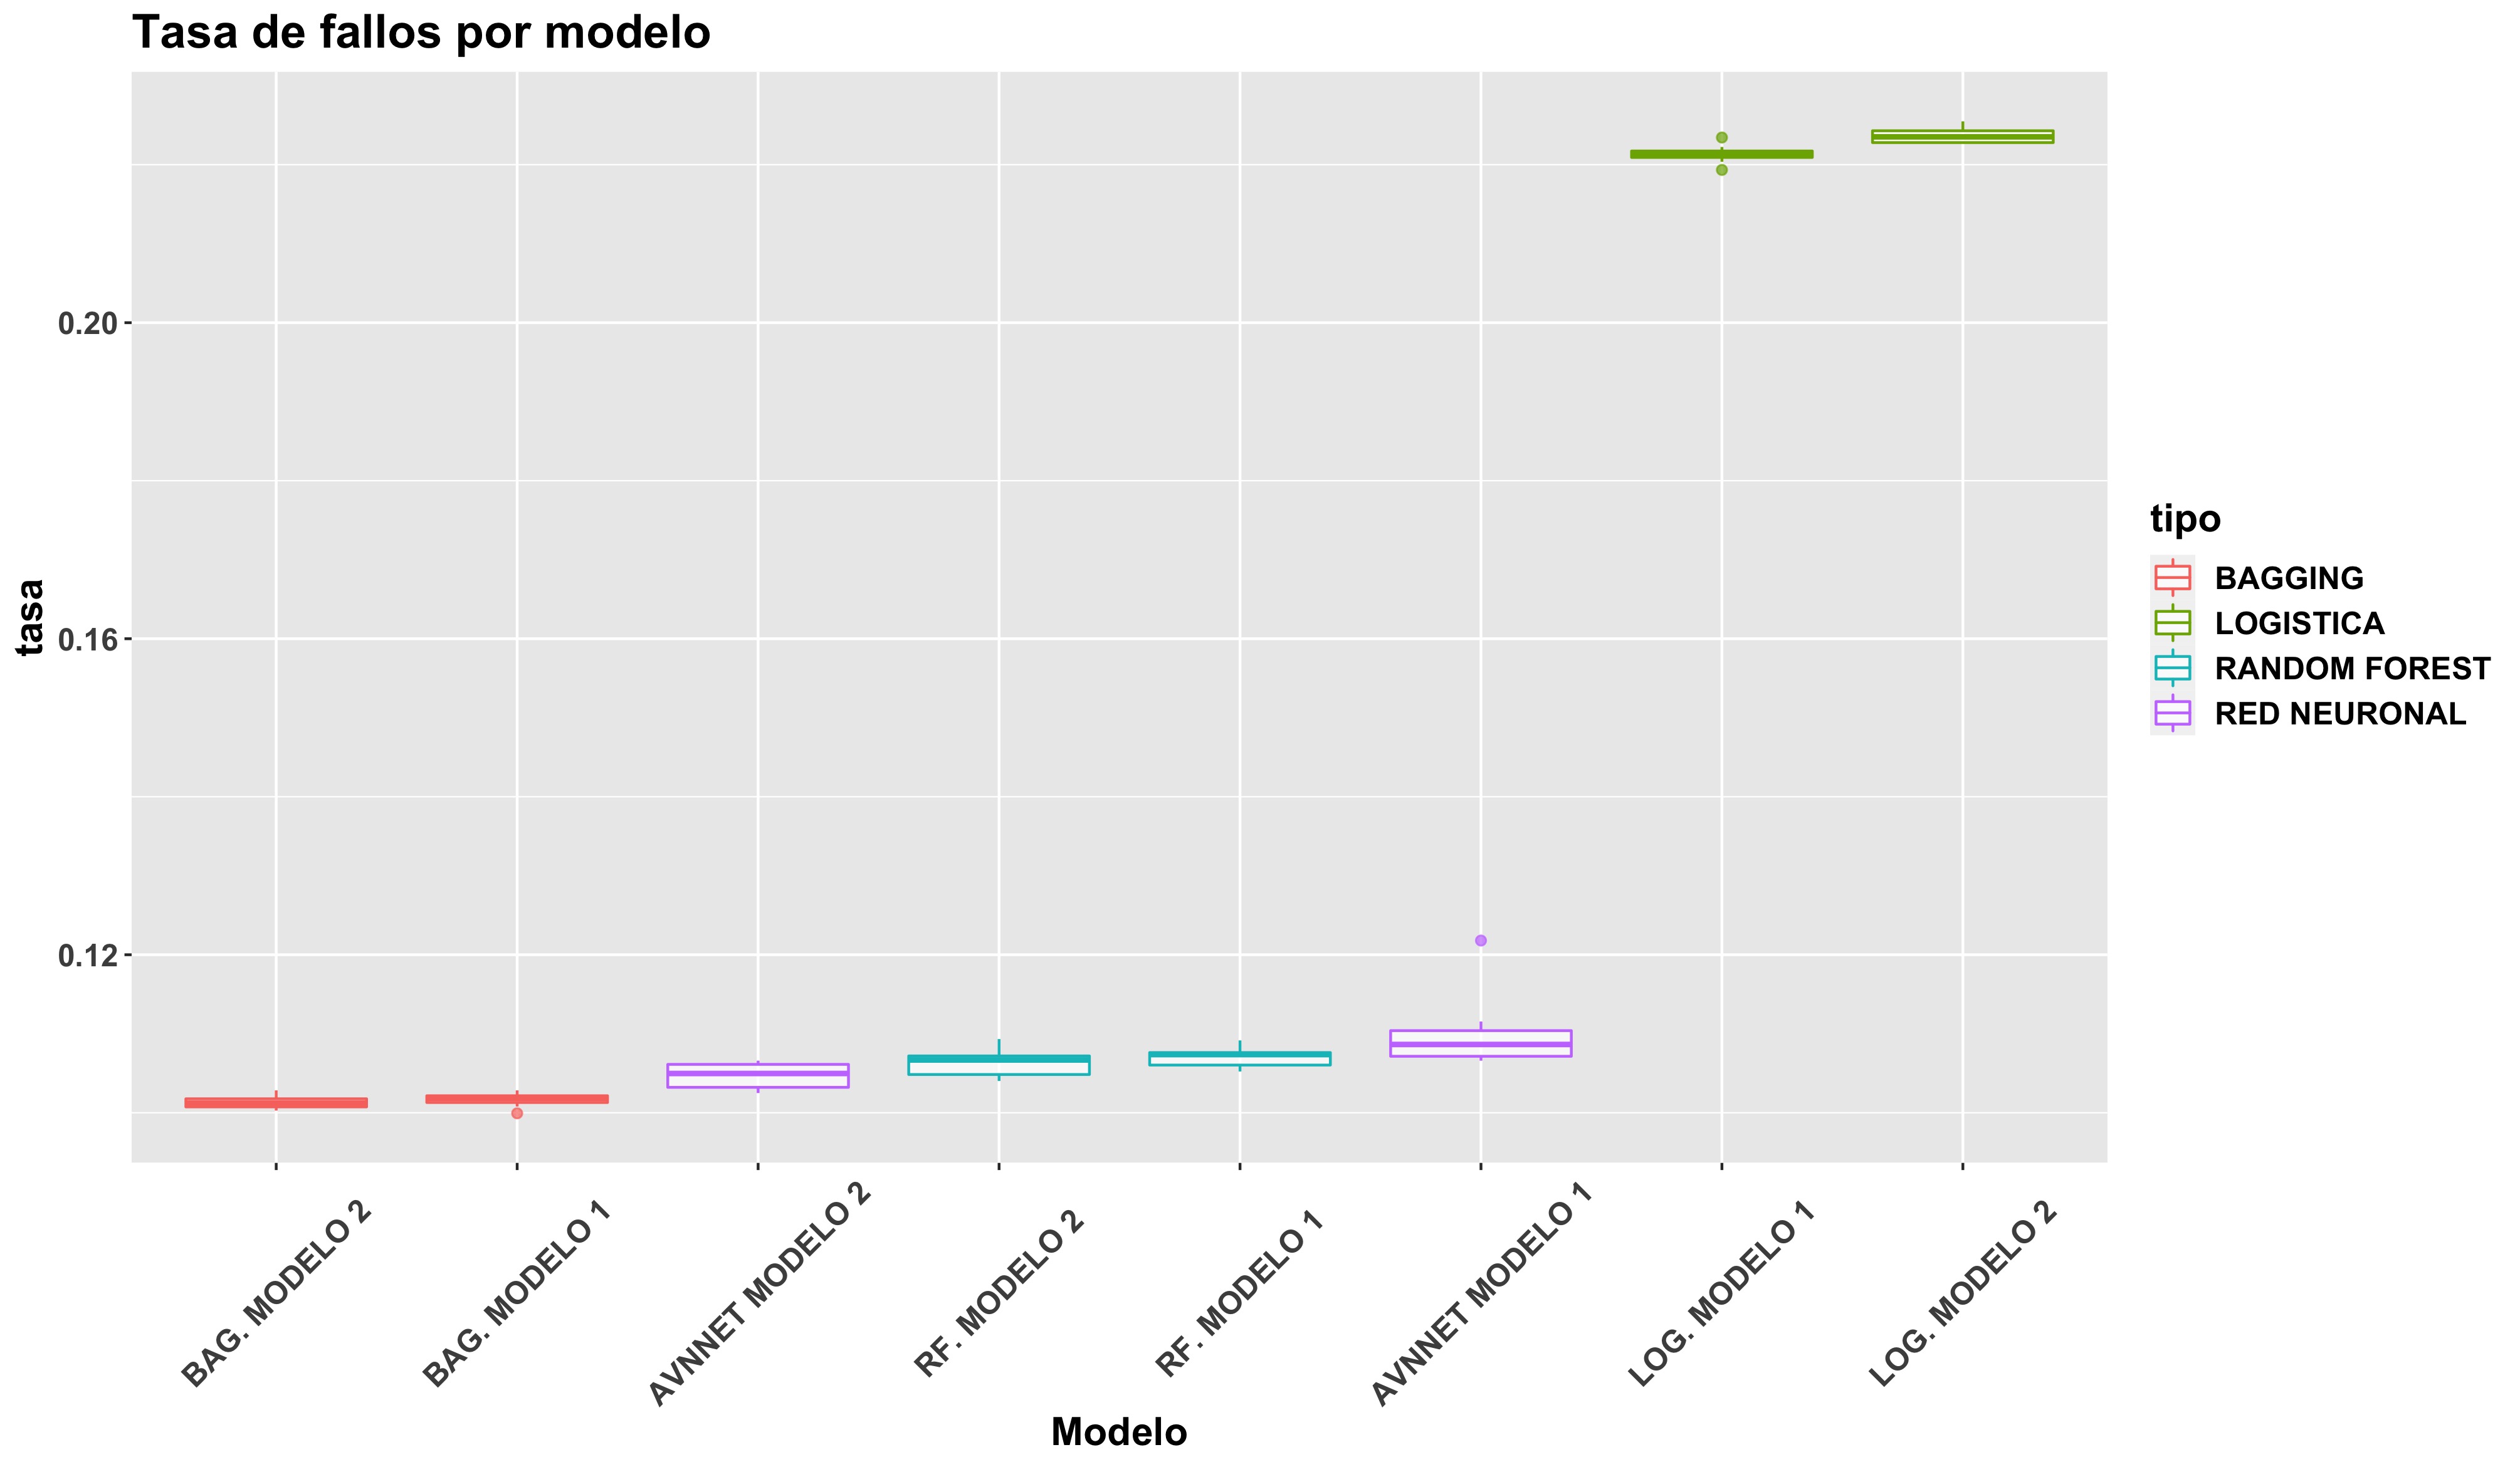 Tasa de fallos por modelo
tasa
0.20
0.16
0.12
BAG. MODELO 2
BAG. MODELO 1
AVNNET MODELO 2
RF. MODELO 2
RF. MODELO 1
AVNNET MODELO 1
LOG. MODELO 1
LOG. MODELO 2
Modelo
tipo
BAGGING
LOGISTICA
RANDOM FOREST
RED NEURONAL